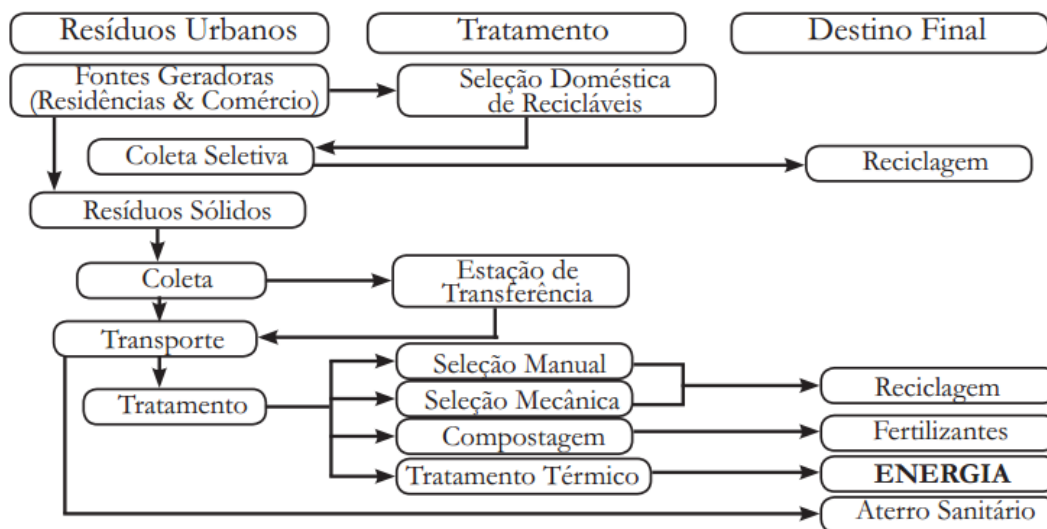 Resíduos Urbanos
Tratamento
Destino Final
Fontes Geradoras
(Residências & Comércio)
Seleção Doméstica
de Recicláveis
Coleta Seletiva
Reciclagem
Resíduos Sólidos
Coleta
Estação de
Transferência
Transporte
Tratamento
Seleção Manual
Seleção Mecânica
Reciclagem
Compostagem
Fertilizantes
Tratamento Térmico
ENERGIA
Aterro Sanitário